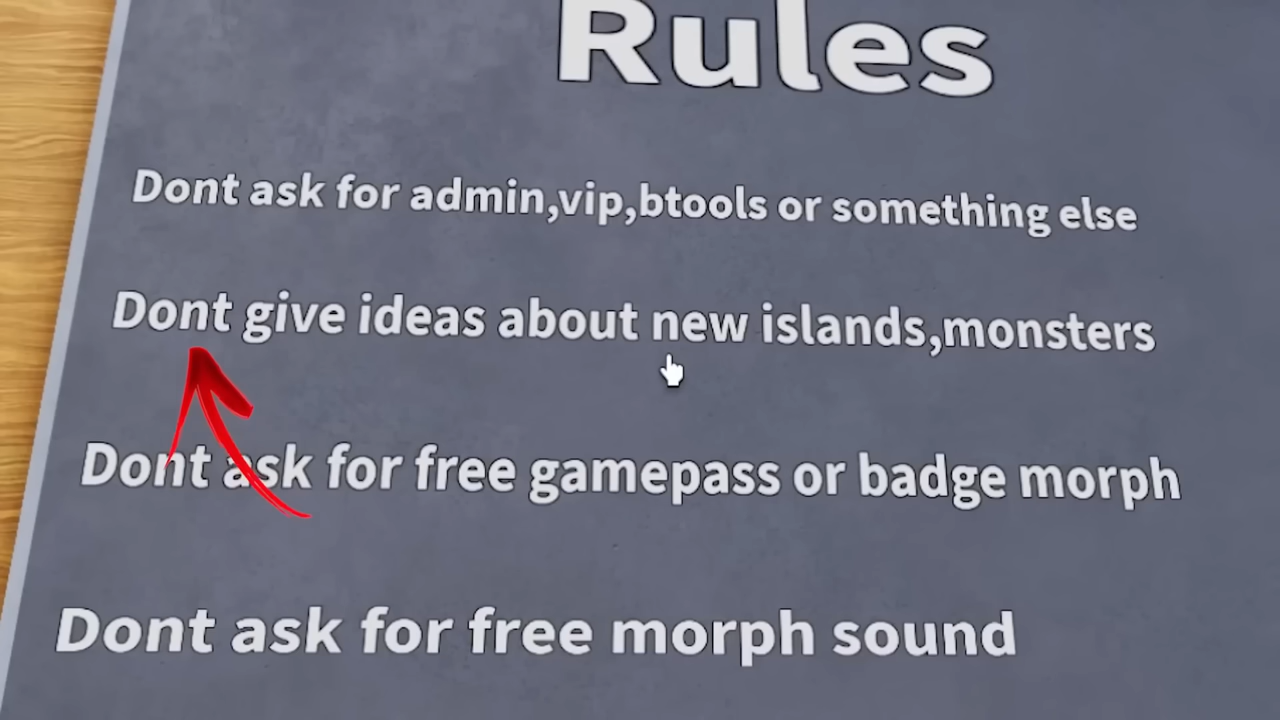 Rules
Dont ask for admin,vip,btools or something else
Dont give ideas about new islands,monsters
Dont ask for free gamepass or badge morph
Dont ask for free morph sound